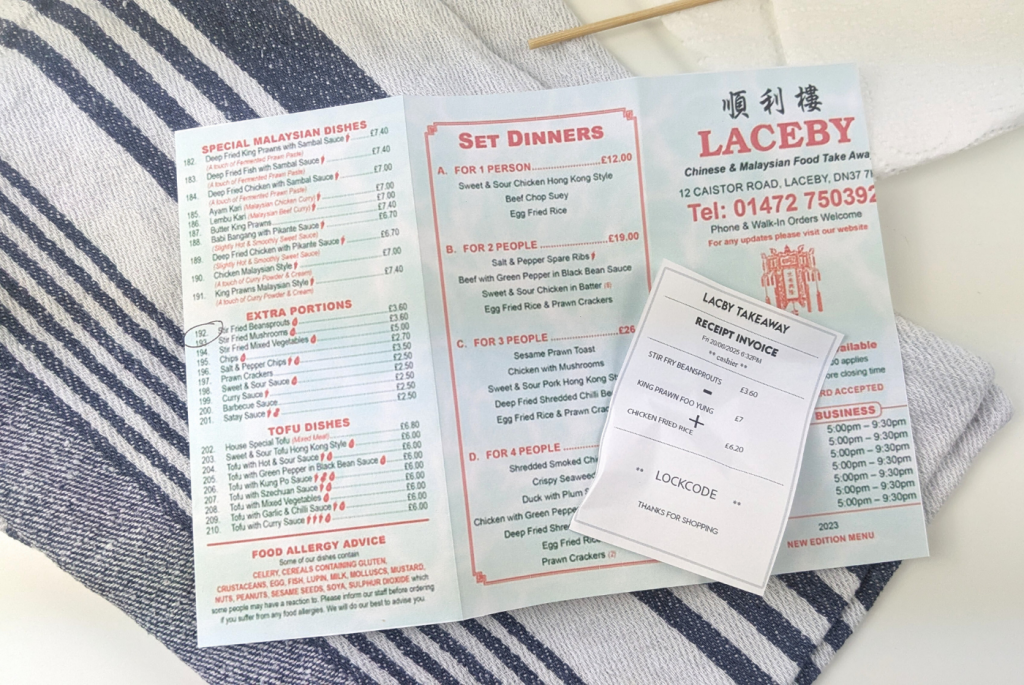 SPECIAL MALAYSIAN DISHES
182. Deep Fried King Prawns with Sambal Sauce £7.40
(A touch of Fermented Prawn Paste)
183. Deep Fried Fish with Sambal Sauce £7.40
(A touch of Fermented Prawn Paste)
184. Deep Fried Chicken with Sambal Sauce £7.00
(A touch of Fermented Prawn Paste)
185. Ayam Kari (Malaysian Chicken Curry) £7.00
186. Lembu Kari (Malaysian Beef Curry) £7.00
187. Butter King Prawns £7.40
188. Babi Bangang with Pikante Sauce £6.70
(Slightly Hot & Smoothly Sweet Sauce)
189. Deep Fried Chicken with Pikante Sauce £6.70
(Slightly Hot & Smoothly Sweet Sauce)
190. Chicken Malaysian Style £7.00
(A touch of Curry Powder & Cream)
191. King Prawns Malaysian Style £7.40
(A touch of Curry Powder & Cream)
EXTRA PORTIONS
192. Stir Fried Beansprouts £3.60
193. Stir Fried Mushrooms £3.60
194. Stir Fried Mixed Vegetables £5.00
195. Chips £2.70
196. Salt & Pepper Chips £3.50
197. Prawn Crackers £2.50
198. Sweet & Sour Sauce £2.50
199. Curry Sauce £2.50
200. Barbecue Sauce £2.50
201. Satay Sauce
TOFU DISHES
202. House Special Tofu (Mixed Meat) £6.80
203. Sweet & Sour Tofu Hong Kong Style £6.00
204. Tofu with Hot & Sour Sauce £6.00
205. Tofu with Green Pepper in Black Bean Sauce £6.00
206. Tofu with Kung Po Sauce £6.00
207. Tofu with Szechuan Sauce £6.00
208. Tofu with Mixed Vegetables £6.00
209. Tofu with Garlic & Chilli Sauce £6.00
210. Tofu with Curry Sauce £6.00
FOOD ALLERGY ADVICE
Some of our dishes contain
CELERY, CEREALS CONTAINING GLUTEN,
CRUSTACEANS, EGG, FISH, LUPIN, MILK, MOLLUSCS, MUSTARD,
NUTS, PEANUTS, SESAME SEEDS, SOYA, SULPHUR DIOXIDE which
some people may have a reaction to. Please inform our staff before ordering
if you suffer from any food allergies. We will do our best to advise you.
SET DINNERS
A. FOR 1 PERSON £12.00
Sweet & Sour Chicken Hong Kong Style
Beef Chop Suey
Egg Fried Rice
B. FOR 2 PEOPLE £19.00
Salt & Pepper Spare Ribs
Beef with Green Pepper in Black Bean Sauce
Sweet & Sour Chicken in Batter (8)
Egg Fried Rice & Prawn Crackers
C. FOR 3 PEOPLE £26
Sesame Prawn Toast
Chicken with Mushrooms
Sweet & Sour Pork Hong Kong St
Deep Fried Shredded Chilli Be
Egg Fried Rice & Prawn Crac
D. FOR 4 PEOPLE
Shredded Smoked Chi
Crispy Seaweed
Duck with Plum S
Chicken with Green Peppe
Deep Fried Shre
Egg Fried Rice
Prawn Crackers (2)
順利樓
LACEBY
Chinese & Malaysian Food Take Awa
12 CAISTOR ROAD, LACEBY, DN37 7
Tel: 01472 750392
Phone & Walk-In Orders Welcome
For any updates please visit our website
ailable
0 applies
ore closing time
RD ACCEPTED
BUSINESS
5:00pm – 9:30pm
5:00pm – 9:30pm
5:00pm – 9:30pm
5:00pm – 9:30pm
5:00pm – 9:30pm
5:00pm – 9:30pm
2023
NEW EDITION MENU
LACBY TAKEAWAY
RECEIPT INVOICE
Fri 20/06/2025 8:32PM
** cashier **
STIR FRY BEANSPROUTS £3.60
-
KING PRAWN FOO YUNG £7
+
CHICKEN FRIED RICE £6.20
** LOCKCODE **
THANKS FOR SHOPPING